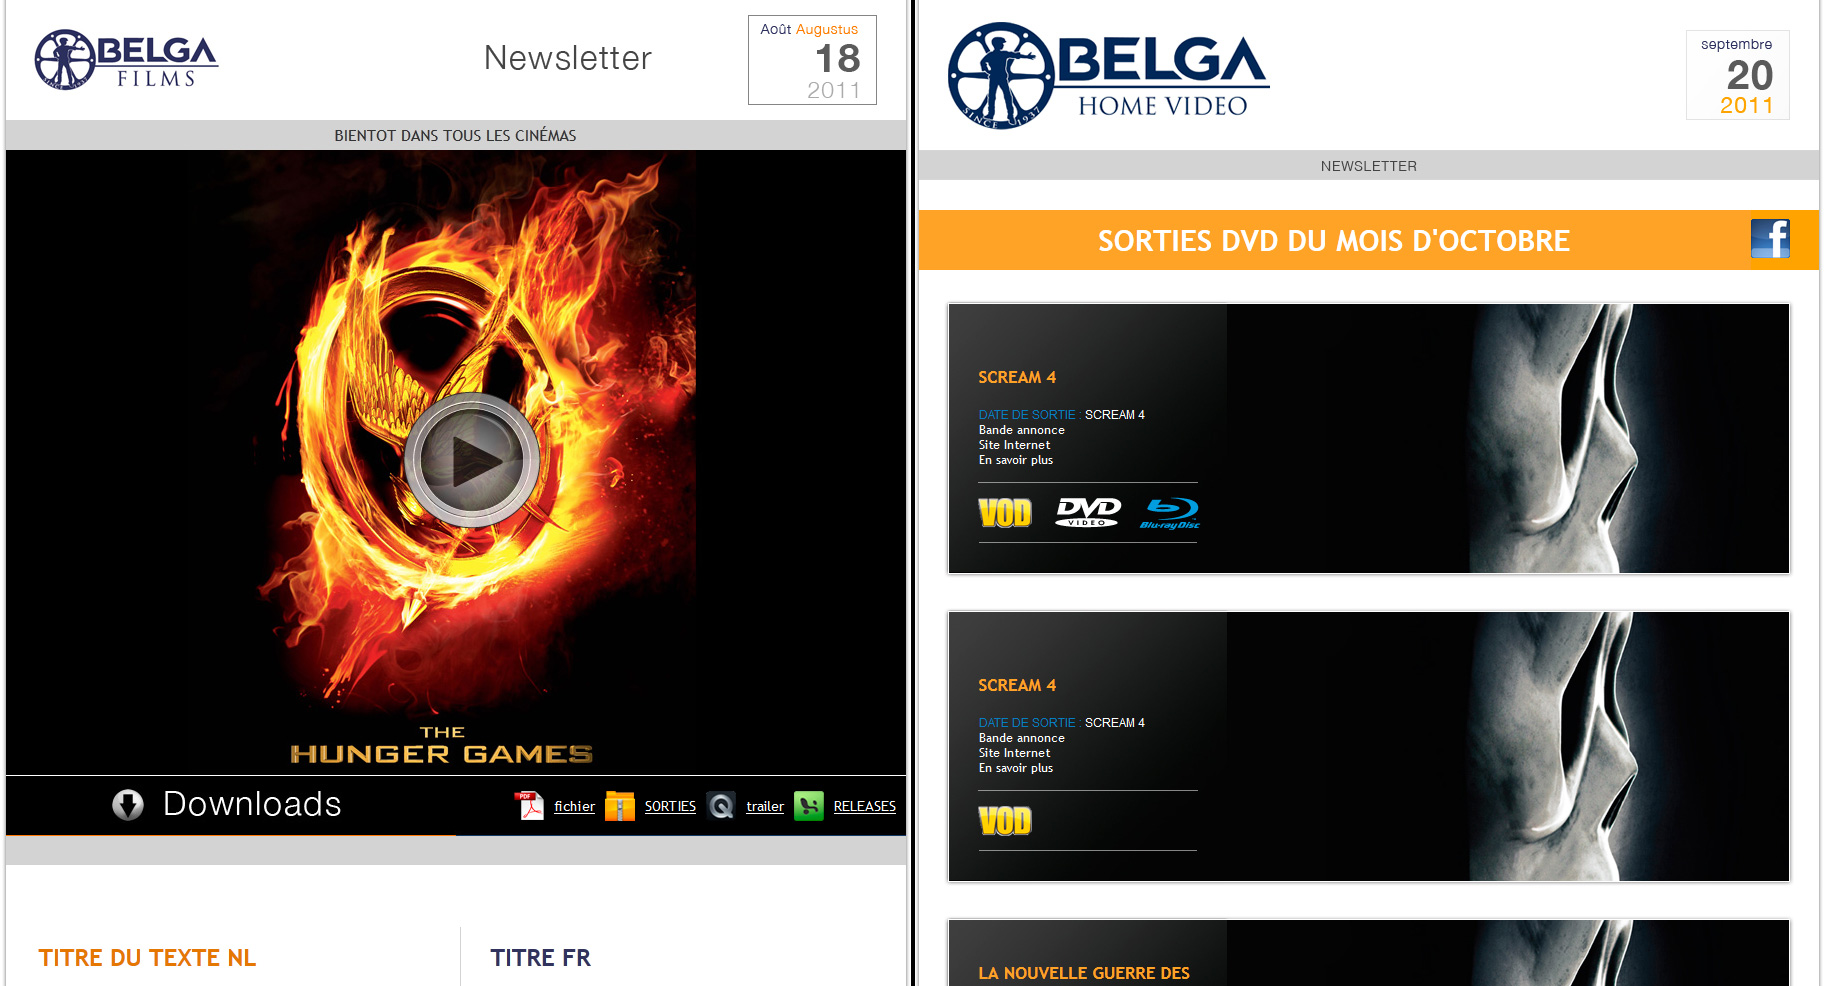 BELGA
FILMS
SINCE 1937
Newsletter
Août Augustus
18
2011
BIENTOT DANS TOUS LES CINÉMAS
THE
HUNGER GAMES
Downloads
PDF
fichier
SORTIES
trailer
RELEASES
TITRE DU TEXTE NL
TITRE FR
BELGA
HOME VIDEO
SINCE 1937
septembre
20
2011
NEWSLETTER
SORTIES DVD DU MOIS D'OCTOBRE
f
SCREAM 4
DATE DE SORTIE : SCREAM 4
Bande annonce
Site Internet
En savoir plus
VOD DVD VIDEO Blu-ray Disc
SCREAM 4
DATE DE SORTIE : SCREAM 4
Bande annonce
Site Internet
En savoir plus
VOD
LA NOUVELLE GUERRE DES